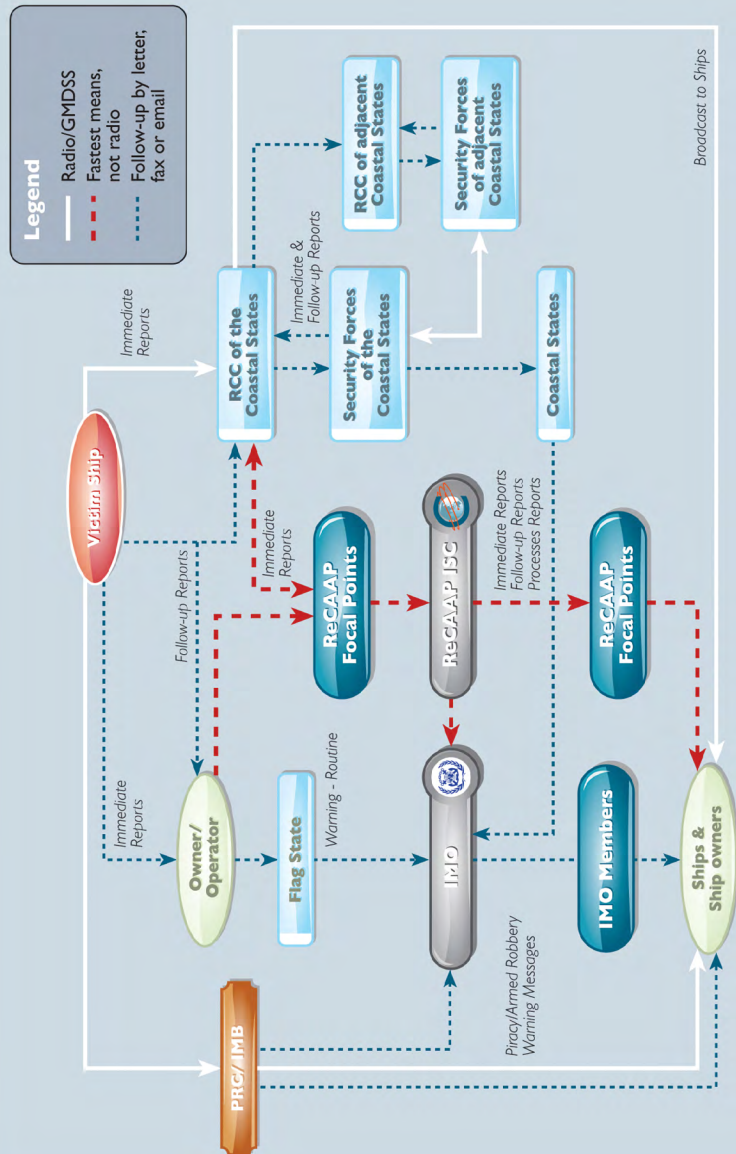 Legend
Radio/GMDSS
Fastest means,
not radio
Follow-up by letter,
fax or email
Victim Ship
Immediate
Reports
Immediate
Reports
Follow-up Reports
PRC/ IMB
Owner/
Operator
RCC of the
Coastal States
Flag State
Warning - Routine
Immediate
Reports
Immediate &
Follow-up Reports
ReCAAP
Focal Points
Security Forces
of the
Coastal States
RCC of adjacent
Coastal States
Security Forces
of adjacent
Coastal States
IMO
ReCAAP ISC
Coastal States
Piracy/Armed Robbery
Warning Messages
Immediate Reports
Follow-up Reports
Processes Reports
IMO Members
ReCAAP
Focal Points
Ships &
Ship owners
Broadcast to Ships